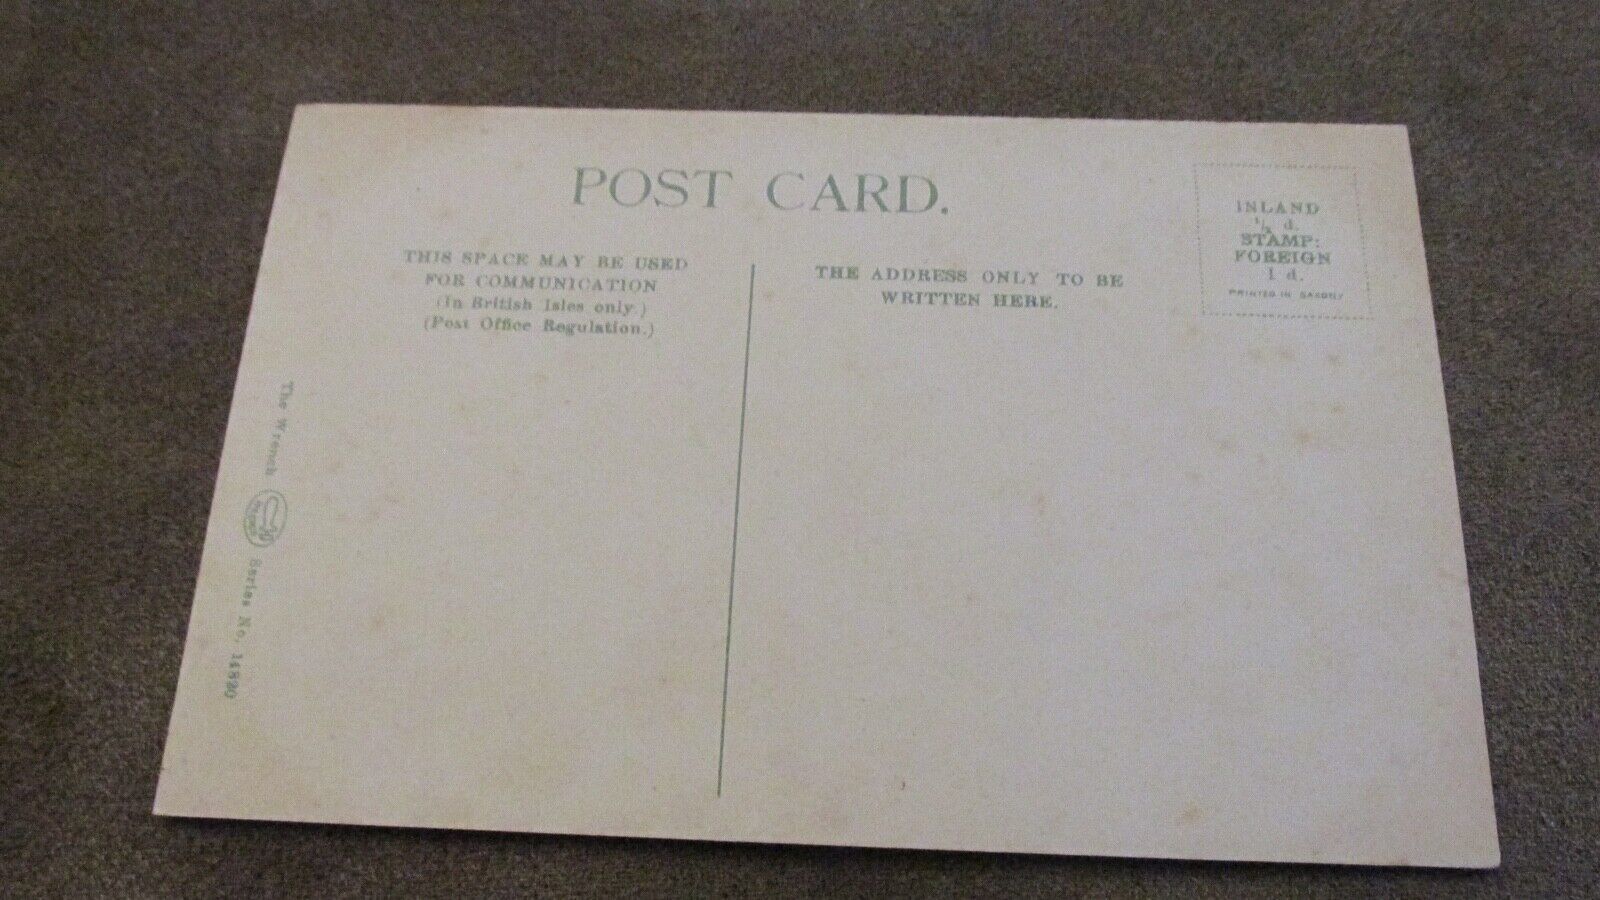 POST CARD.
THIS SPACE MAY BE USED
FOR COMMUNICATION
(In British Isles only.)
(Post Office Regulation.)
THE ADDRESS ONLY TO BE
WRITTEN HERE.
INLAND
½ d.
STAMP:
FOREIGN
1 d.
PRINTED IN SAXONY
The Wrench Series No. 14820